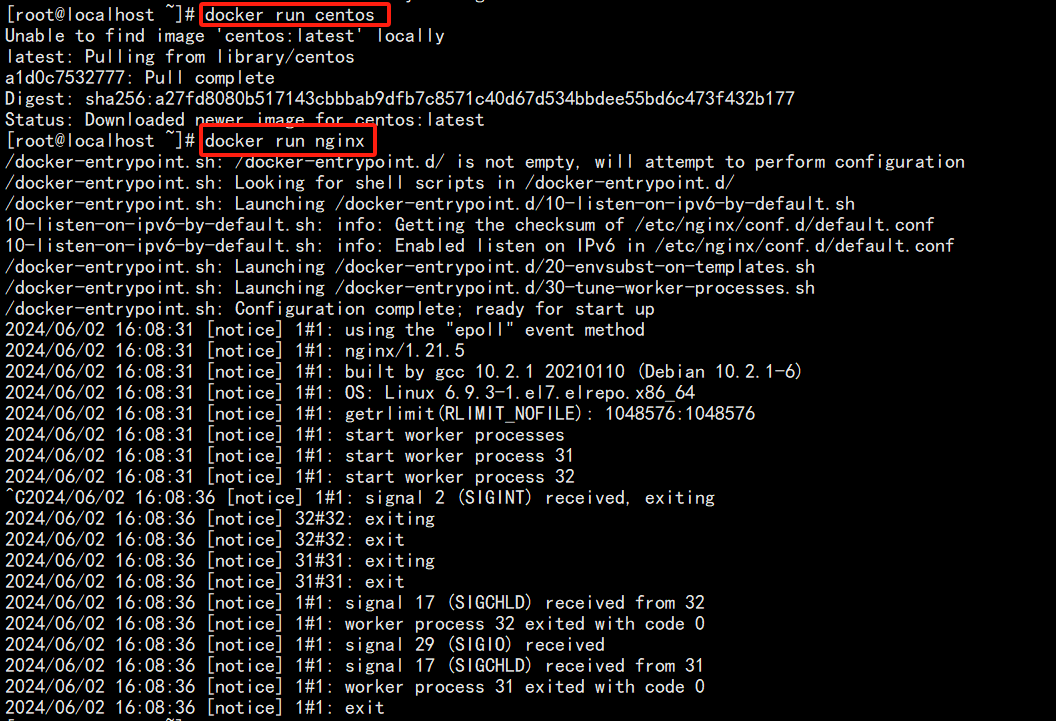 [root@localhost ~]# docker run centos
Unable to find image 'centos:latest' locally
latest: Pulling from library/centos
a1d0c7532777: Pull complete
Digest: sha256:a27fd8080b517143cbbbab9dfb7c8571c40d67d534bbdee55bd6c473f432b177
Status: Downloaded newer image for centos:latest
[root@localhost ~]# docker run nginx
/docker-entrypoint.sh: /docker-entrypoint.d/ is not empty, will attempt to perform configuration
/docker-entrypoint.sh: Looking for shell scripts in /docker-entrypoint.d/
/docker-entrypoint.sh: Launching /docker-entrypoint.d/10-listen-on-ipv6-by-default.sh
10-listen-on-ipv6-by-default.sh: info: Getting the checksum of /etc/nginx/conf.d/default.conf
10-listen-on-ipv6-by-default.sh: info: Enabled listen on IPv6 in /etc/nginx/conf.d/default.conf
/docker-entrypoint.sh: Launching /docker-entrypoint.d/20-envsubst-on-templates.sh
/docker-entrypoint.sh: Launching /docker-entrypoint.d/30-tune-worker-processes.sh
/docker-entrypoint.sh: Configuration complete; ready for start up
2024/06/02 16:08:31 [notice] 1#1: using the "epoll" event method
2024/06/02 16:08:31 [notice] 1#1: nginx/1.21.5
2024/06/02 16:08:31 [notice] 1#1: built by gcc 10.2.1 20210110 (Debian 10.2.1-6)
2024/06/02 16:08:31 [notice] 1#1: OS: Linux 6.9.3-1.el7.elrepo.x86_64
2024/06/02 16:08:31 [notice] 1#1: getrlimit(RLIMIT_NOFILE): 1048576:1048576
2024/06/02 16:08:31 [notice] 1#1: start worker processes
2024/06/02 16:08:31 [notice] 1#1: start worker process 31
2024/06/02 16:08:31 [notice] 1#1: start worker process 32
^C2024/06/02 16:08:36 [notice] 1#1: signal 2 (SIGINT) received, exiting
2024/06/02 16:08:36 [notice] 32#32: exiting
2024/06/02 16:08:36 [notice] 32#32: exit
2024/06/02 16:08:36 [notice] 31#31: exiting
2024/06/02 16:08:36 [notice] 31#31: exit
2024/06/02 16:08:36 [notice] 1#1: signal 17 (SIGCHLD) received from 32
2024/06/02 16:08:36 [notice] 1#1: worker process 32 exited with code 0
2024/06/02 16:08:36 [notice] 1#1: signal 29 (SIGIO) received
2024/06/02 16:08:36 [notice] 1#1: signal 17 (SIGCHLD) received from 31
2024/06/02 16:08:36 [notice] 1#1: worker process 31 exited with code 0
2024/06/02 16:08:36 [notice] 1#1: exit